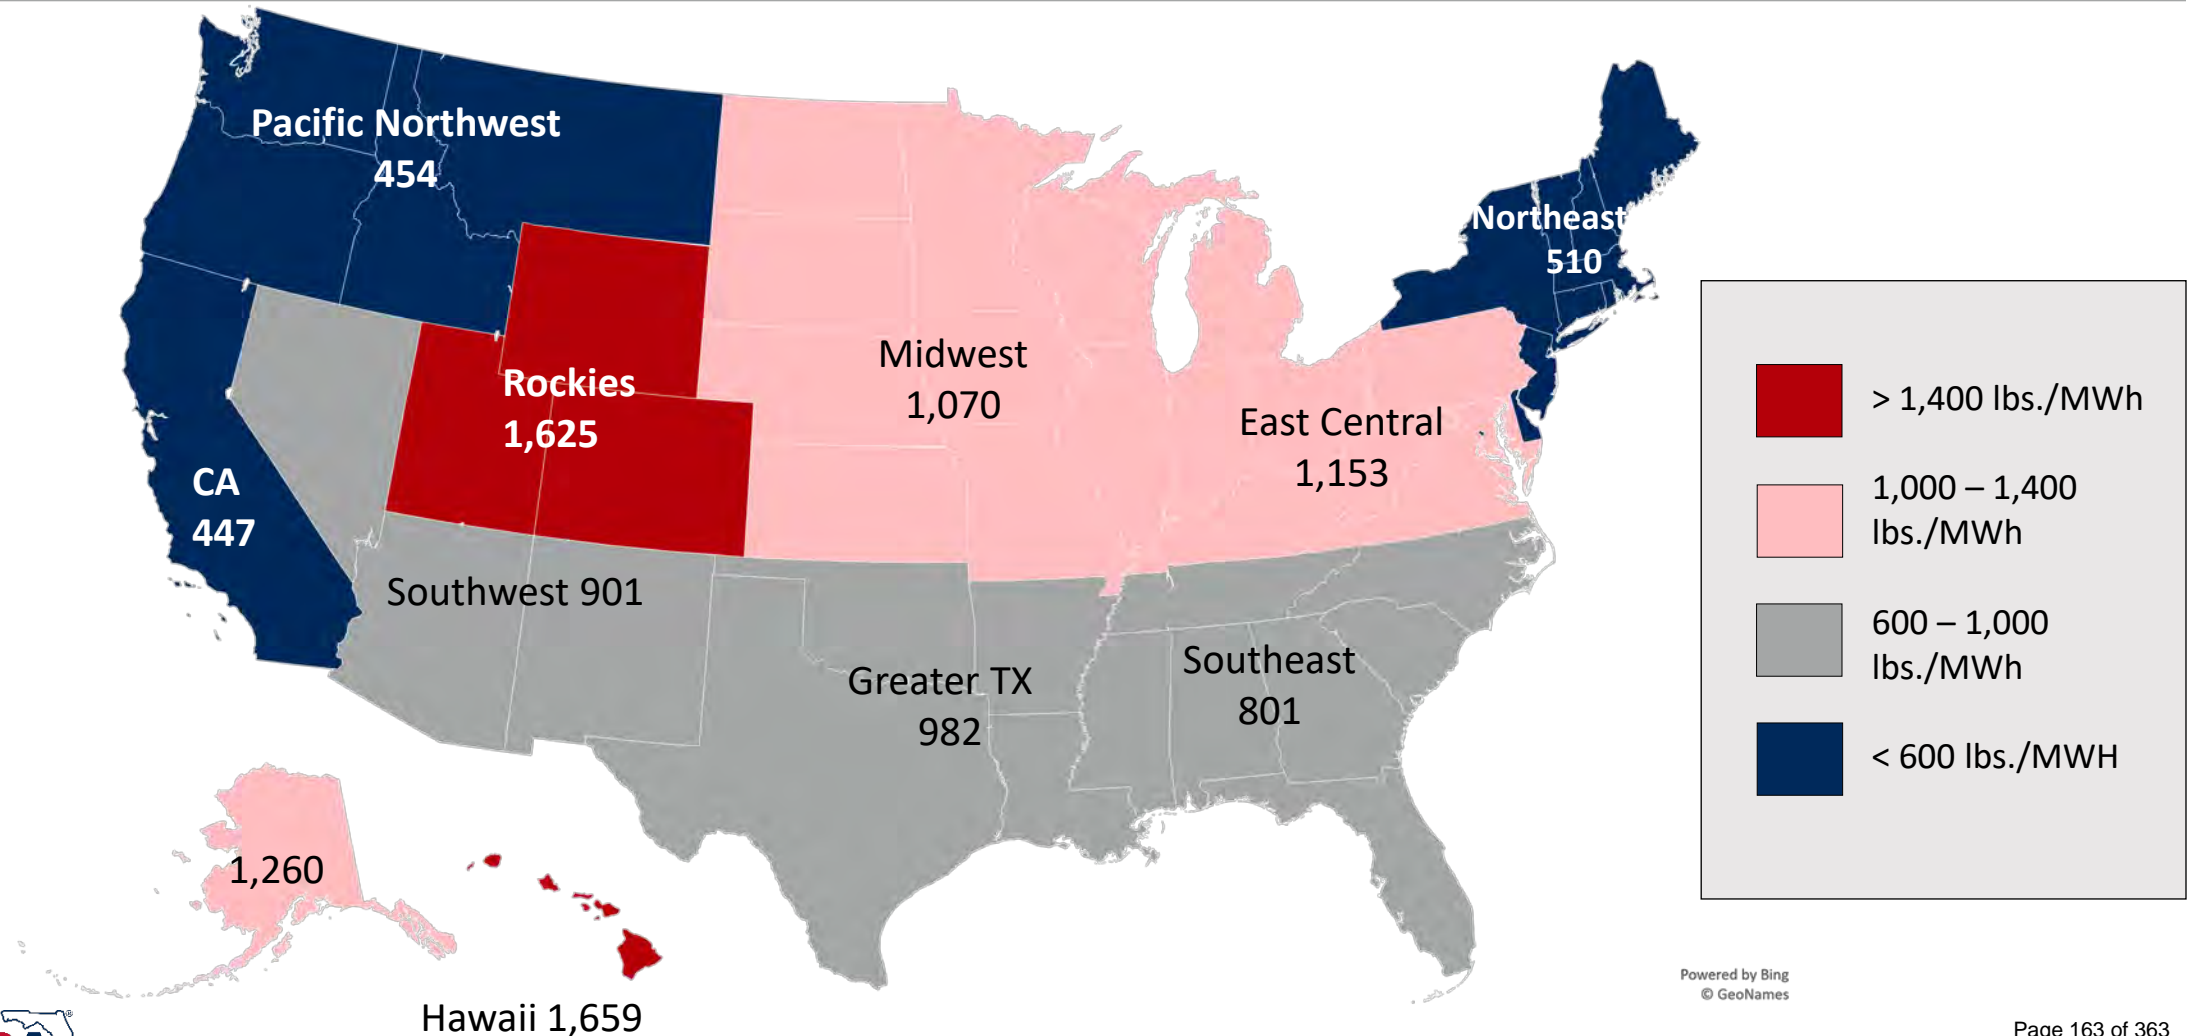 Pacific Northwest
454
Northeast
510
Midwest
1,070
Rockies
1,625
East Central
1,153
CA
447
Southwest 901
Greater TX
982
Southeast
801
1,260
Hawaii 1,659
> 1,400 lbs./MWh
1,000 – 1,400
lbs./MWh
600 – 1,000
lbs./MWh
< 600 lbs./MWH
Powered by Bing
© GeoNames
®
Page 163 of 363